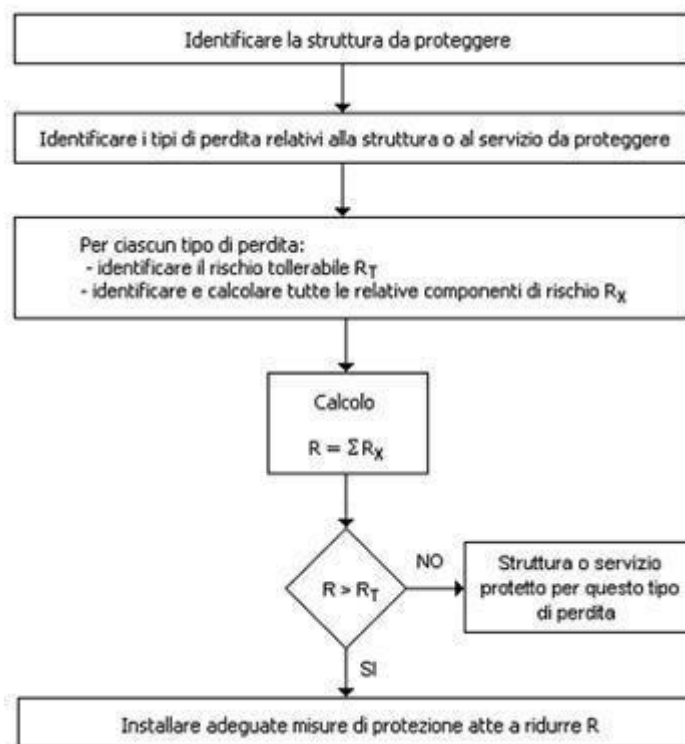 Identificare la struttura da proteggere
Identificare i tipi di perdita relativi alla struttura o al servizio da proteggere
Per ciascun tipo di perdita:
- identificare il rischio tollerabile RT
- identificare e calcolare tutte le relative componenti di rischio RX
Calcolo
R = ΣRX
R > RT
NO
Struttura o servizio
protetto per questo tipo
di perdita
SI
Installare adeguate misure di protezione atte a ridurre R